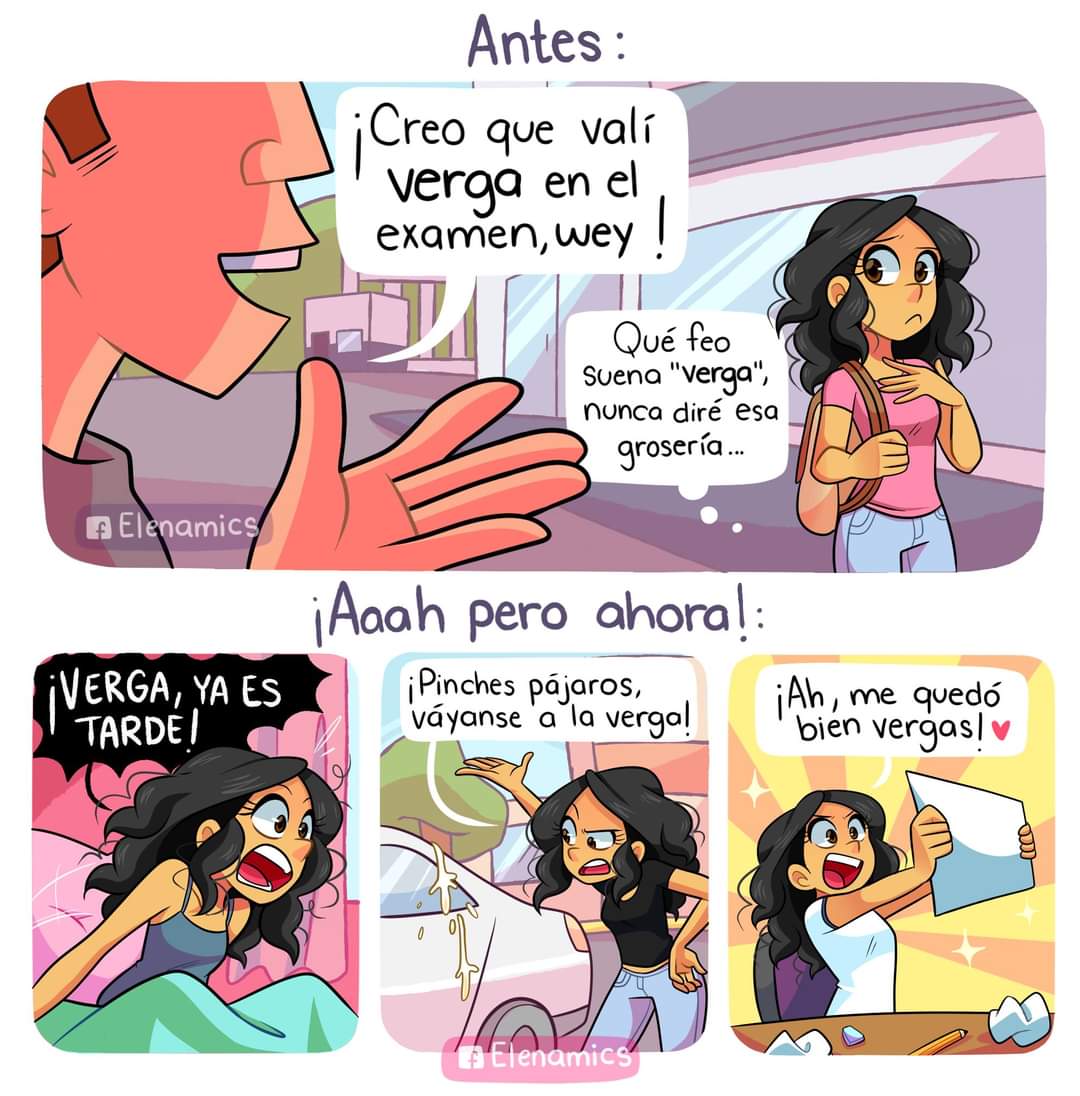 Antes:
¡Creo que valí
verga en el
examen, wey!
Qué feo
suena "verga",
nunca diré esa
grosería...
f Elenamics
¡Aaah pero ahora!:
¡VERGA, YA ES
TARDE!
¡Pinches pájaros,
váyanse a la verga!
¡Ah, me quedó
bien vergas!
f Elenamics